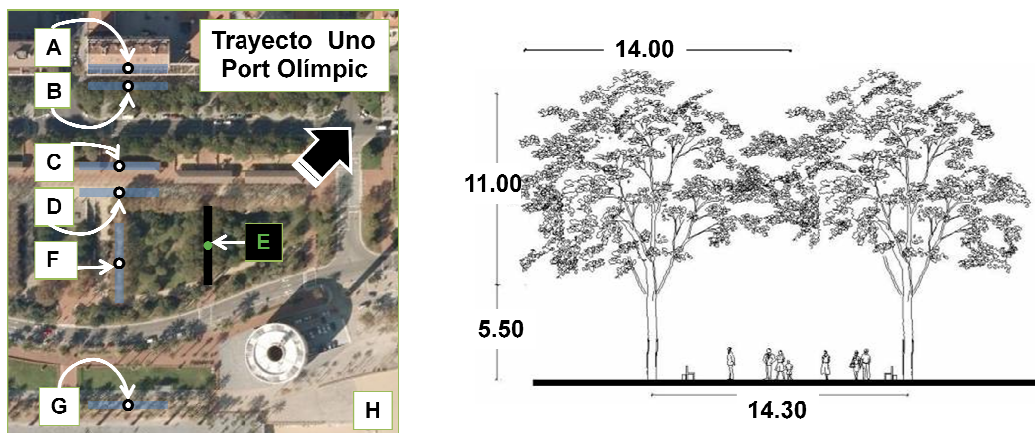 Trayecto Uno
Port Olímpic
A
B
C
D
E
F
G
H
14.00
11.00
5.50
14.30